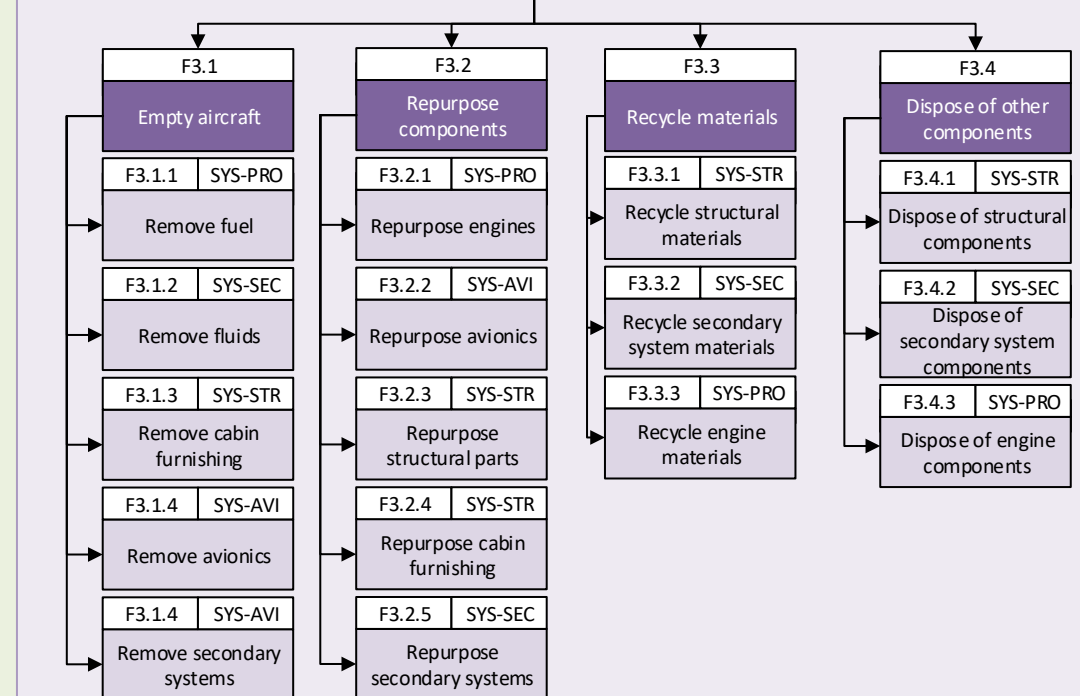 F3.1
Empty aircraft
F3.1.1 SYS-PRO
Remove fuel
F3.1.2 SYS-SEC
Remove fluids
F3.1.3 SYS-STR
Remove cabin
furnishing
F3.1.4 SYS-AVI
Remove avionics
F3.1.4 SYS-AVI
Remove secondary
systems
F3.2
Repurpose
components
F3.2.1 SYS-PRO
Repurpose engines
F3.2.2 SYS-AVI
Repurpose avionics
F3.2.3 SYS-STR
Repurpose
structural parts
F3.2.4 SYS-STR
Repurpose cabin
furnishing
F3.2.5 SYS-SEC
Repurpose
secondary systems
F3.3
Recycle materials
F3.3.1 SYS-STR
Recycle structural
materials
F3.3.2 SYS-SEC
Recycle secondary
system materials
F3.3.3 SYS-PRO
Recycle engine
materials
F3.4
Dispose of other
components
F3.4.1 SYS-STR
Dispose of structural
components
F3.4.2 SYS-SEC
Dispose of
secondary system
components
F3.4.3 SYS-PRO
Dispose of engine
components